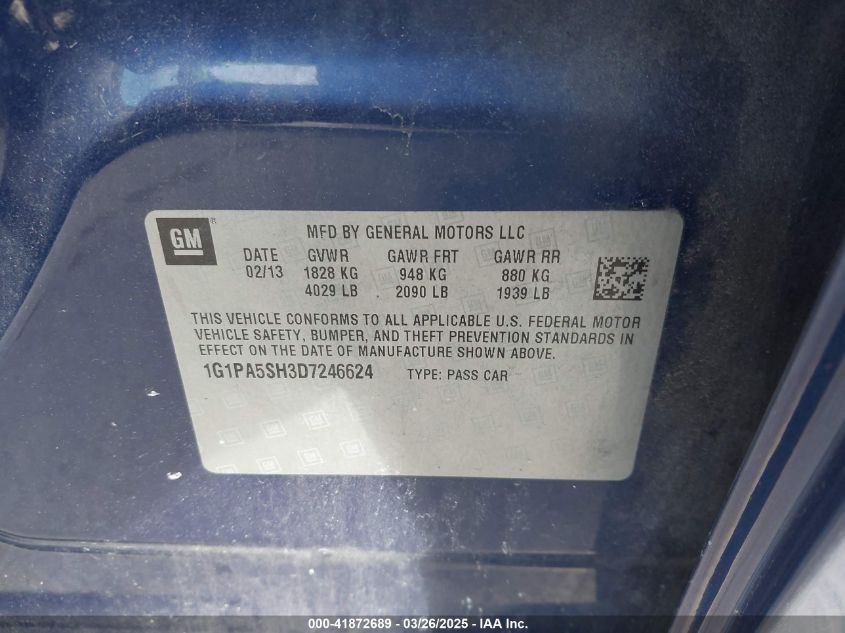 GM
®
MFD BY GENERAL MOTORS LLC
DATE GVWR GAWR FRT GAWR RR
02/13 1828 KG 948 KG 880 KG
4029 LB 2090 LB 1939 LB
THIS VEHICLE CONFORMS TO ALL APPLICABLE U.S. FEDERAL MOTOR
VEHICLE SAFETY, BUMPER, AND THEFT PREVENTION STANDARDS IN
EFFECT ON THE DATE OF MANUFACTURE SHOWN ABOVE.
1G1PA5SH3D7246624 TYPE: PASS CAR
000-41872689 - 03/26/2025 - IAA Inc.